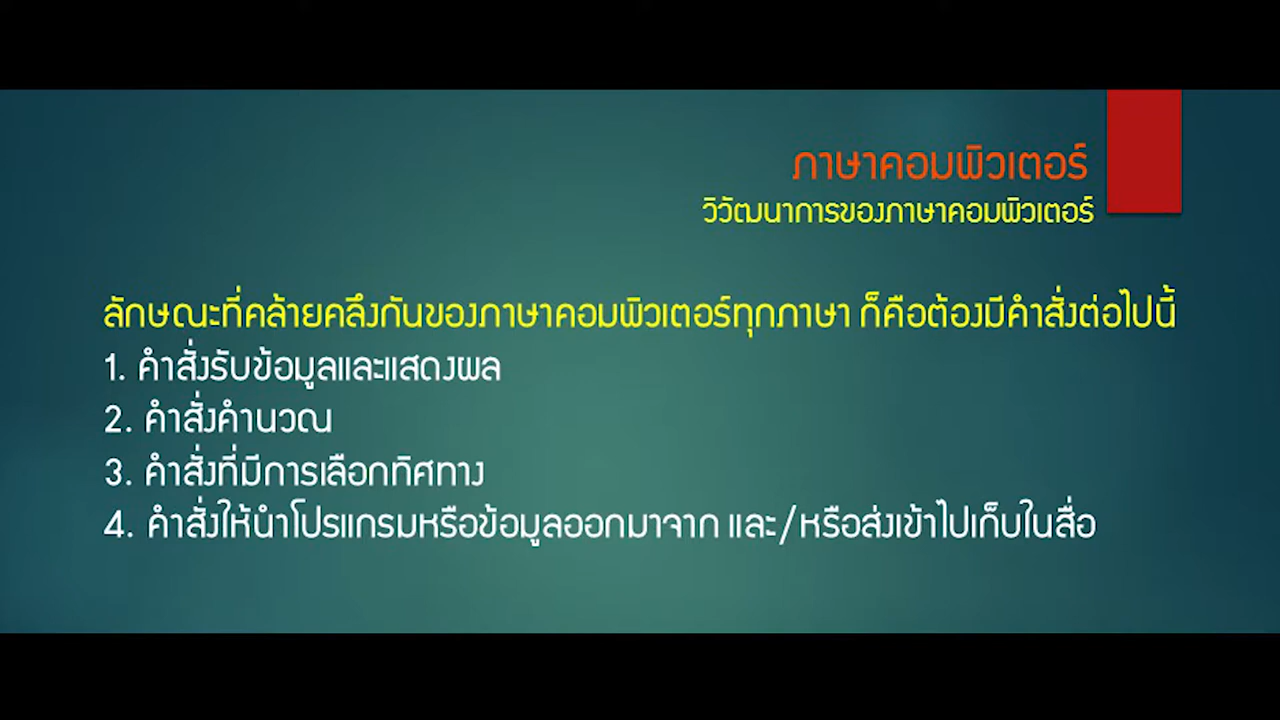 ภาษาคอมพิวเตอร์
วิวัฒนาการของภาษาคอมพิวเตอร์
ลักษณะที่คล้ายคลึงกันของภาษาคอมพิวเตอร์ทุกภาษา ก็คือต้องมีคำสั่งต่อไปนี้
1. คำสั่งรับข้อมูลและแสดงผล
2. คำสั่งคำนวณ
3. คำสั่งที่มีการเลือกทิศทาง
4. คำสั่งให้นำโปรแกรมหรือข้อมูลออกมาจาก และ/หรือส่งเข้าไปเก็บในสื่อ